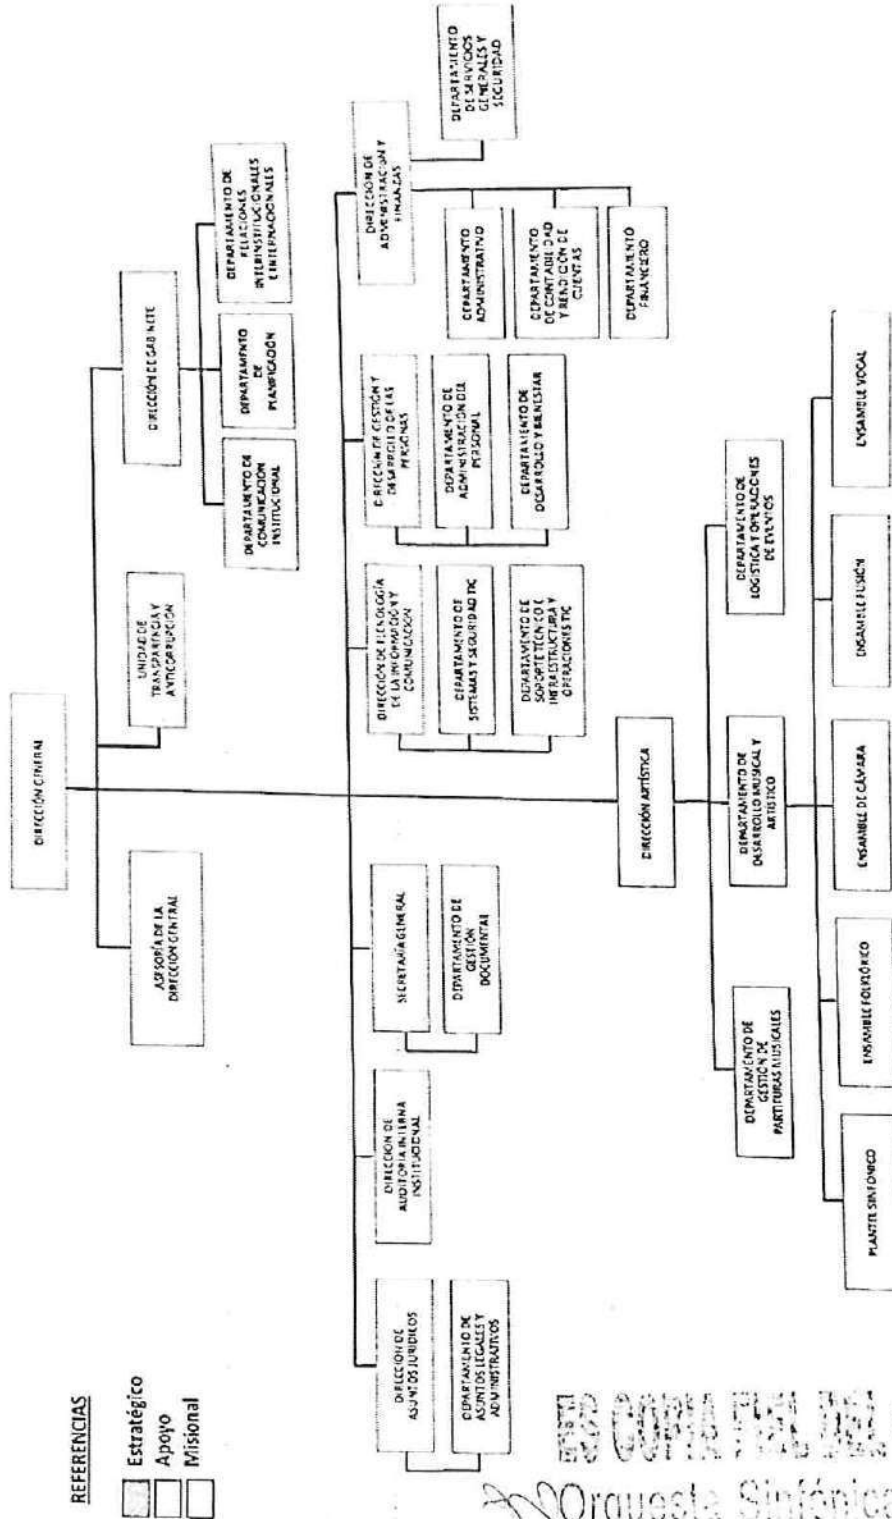 DIRECCIÓN GENERAL
ASESORÍA DE LA
DIRECCIÓN GENERAL
UNIDAD DE
TRANSPARENCIA Y
ANTICORRUPCIÓN
DIRECCIÓN DE GABINETE
DEPARTAMENTO DE
COMUNICACIÓN
INSTITUCIONAL
DEPARTAMENTO
DE
PLANIFICACIÓN
DEPARTAMENTO DE
RELACIONES
INTERINSTITUCIONALES
E INTERNACIONALES
REFERENCIAS
Estratégico
Apoyo
Misional
DIRECCIÓN DE
ASUNTOS JURÍDICOS
DEPARTAMENTO DE
ASUNTOS LEGALES Y
ADMINISTRATIVOS
DIRECCIÓN DE
AUDITORÍA INTERNA
INSTITUCIONAL
SECRETARÍA GENERAL
DEPARTAMENTO DE
GESTIÓN
DOCUMENTAL
DIRECCIÓN DE TECNOLOGÍA
DE LA INFORMACIÓN Y
COMUNICACIÓN
DEPARTAMENTO DE
SISTEMAS Y SEGURIDAD TIC
DEPARTAMENTO DE
SOPORTE TÉCNICO E
INFRAESTRUCTURA Y
OPERACIONES TIC
DIRECCIÓN DE GESTIÓN Y
DESARROLLO DE LAS
PERSONAS
DEPARTAMENTO DE
ADMINISTRACIÓN DEL
PERSONAL
DEPARTAMENTO DE
DESARROLLO Y BIENESTAR
DIRECCIÓN DE
ADMINISTRACIÓN Y
FINANZAS
DEPARTAMENTO
ADMINISTRATIVO
DEPARTAMENTO
DE CONTABILIDAD
Y RENDICIÓN DE
CUENTAS
DEPARTAMENTO
FINANCIERO
DEPARTAMENTO
DE SERVICIOS
GENERALES Y
SEGURIDAD
DIRECCIÓN ARTÍSTICA
DEPARTAMENTO DE
GESTIÓN DE
PARTITURAS MUSICALES
DEPARTAMENTO DE
DESARROLLO MUSICAL Y
ARTÍSTICO
DEPARTAMENTO DE
LOGÍSTICA Y OPERACIONES
DE EVENTOS
PLANTEL SINFÓNICO
ENSAMBLE FOLKLÓRICO
ENSAMBLE DE CÁMARA
ENSAMBLE FUSIÓN
ENSAMBLE VOCAL
Orquesta Sinfónica